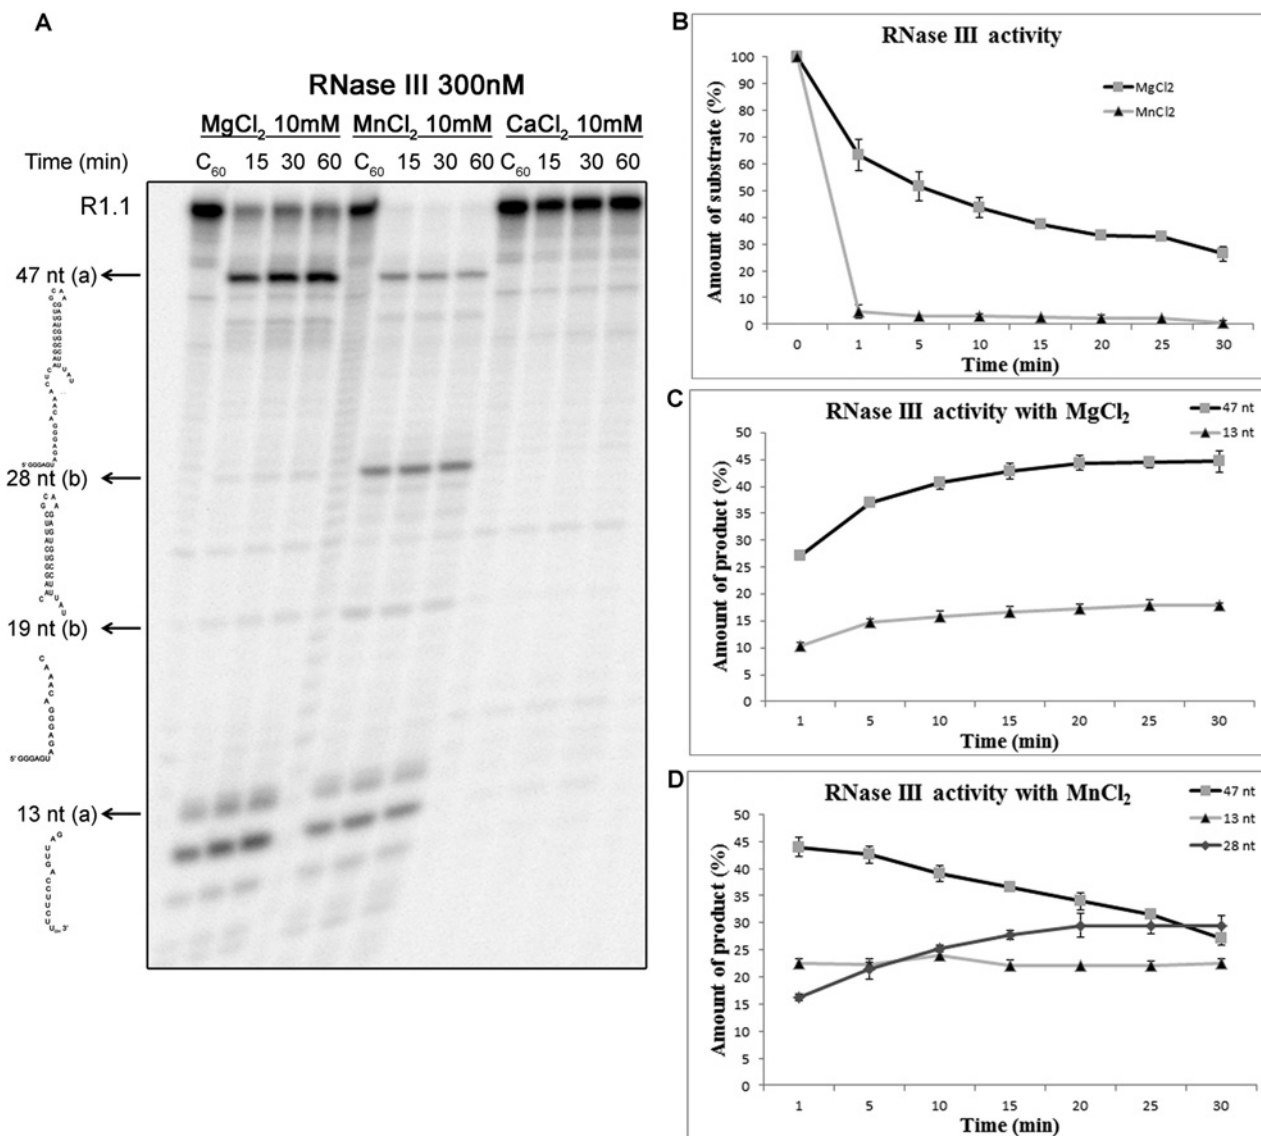 A
RNase III 300nM
MgCl2 10mM MnCl2 10mM CaCl2 10mM
Time (min) C60 15 30 60 C60 15 30 60 C60 15 30 60
R1.1
47 nt (a)
5' GGGAGU
28 nt (b)
19 nt (b)
5' GGGAGU
13 nt (a)
3'
B
RNase III activity
MgCl2
MnCl2
Amount of substrate (%)
100
90
80
70
60
50
40
30
20
10
0
0 1 5 10 15 20 25 30
Time (min)
C
RNase III activity with MgCl2
47 nt
13 nt
Amount of product (%)
50
45
40
35
30
25
20
15
10
5
0
1 5 10 15 20 25 30
Time (min)
D
RNase III activity with MnCl2
47 nt
13 nt
28 nt
Amount of product (%)
50
45
40
35
30
25
20
15
10
5
0
1 5 10 15 20 25 30
Time (min)